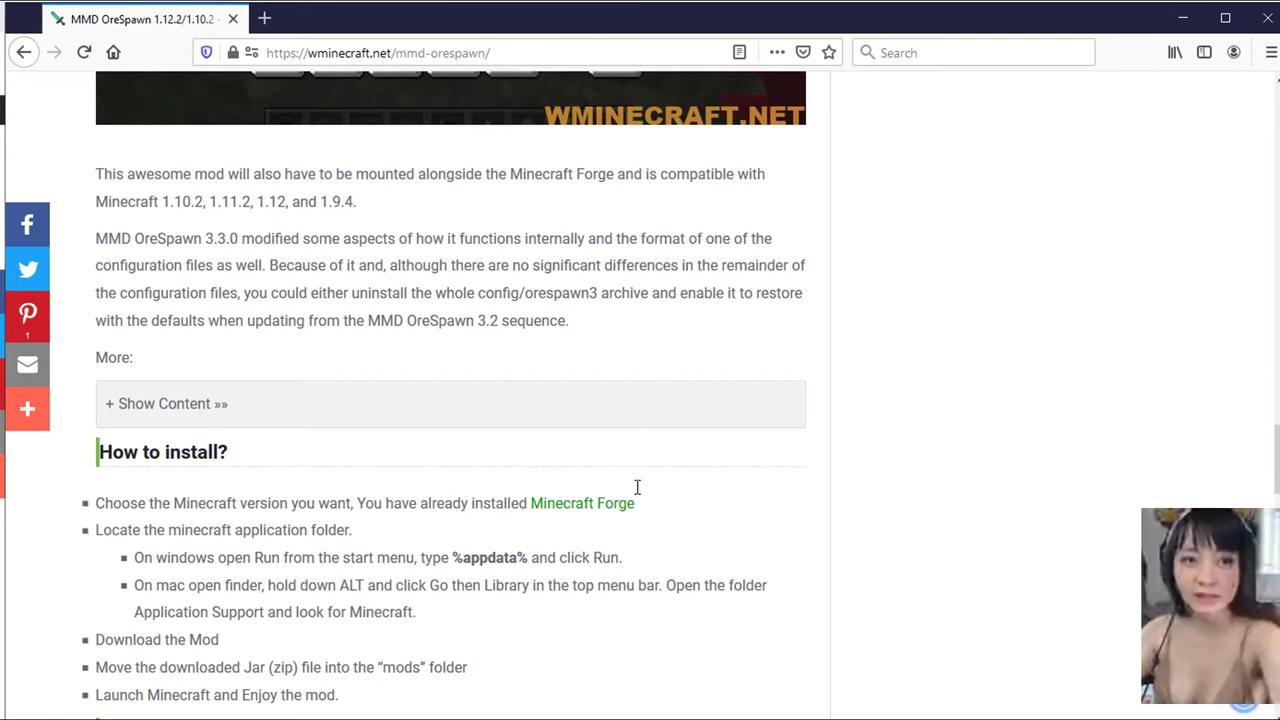 MMD OreSpawn 1.12.2/1.10.2 -
https://wminecraft.net/mmd-orespawn/
Search
WMINECRAFT.NET
This awesome mod will also have to be mounted alongside the Minecraft Forge and is compatible with
Minecraft 1.10.2, 1.11.2, 1.12, and 1.9.4.
MMD OreSpawn 3.3.0 modified some aspects of how it functions internally and the format of one of the
configuration files as well. Because of it and, although there are no significant differences in the remainder of
the configuration files, you could either uninstall the whole config/orespawn3 archive and enable it to restore
with the defaults when updating from the MMD OreSpawn 3.2 sequence.
More:
+ Show Content »»
1
How to install?
Choose the Minecraft version you want, You have already installed Minecraft Forge
Locate the minecraft application folder.
On windows open Run from the start menu, type %appdata% and click Run.
On mac open finder, hold down ALT and click Go then Library in the top menu bar. Open the folder
Application Support and look for Minecraft.
Download the Mod
Move the downloaded Jar (zip) file into the “mods” folder
Launch Minecraft and Enjoy the mod.